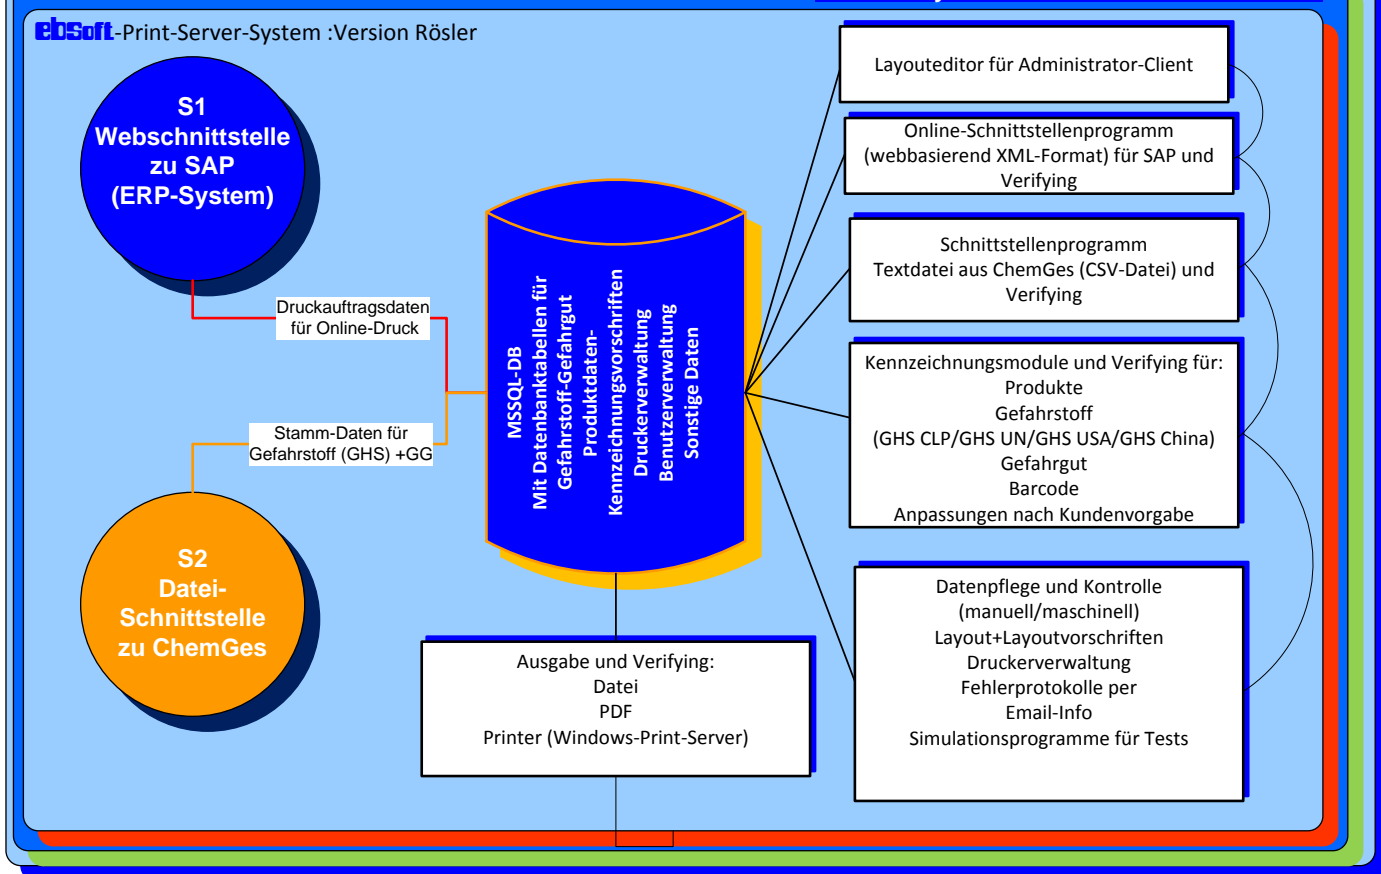 ebsoft-Print-Server-System :Version Rösler
S1
Webschnittstelle
zu SAP
(ERP-System)
Druckauftragsdaten
für Online-Druck
Stamm-Daten für
Gefahrstoff (GHS) +GG
S2
Datei-
Schnittstelle
zu ChemGes
MSSQL-DB
Mit Datenbanktabellen für
Gefahrstoff-Gefahrgut
Produktdaten-
Kennzeichnungsvorschriften
Druckerverwaltung
Benutzerverwaltung
Sonstige Daten
Ausgabe und Verifying:
Datei
PDF
Printer (Windows-Print-Server)
Layouteditor für Administrator-Client
Online-Schnittstellenprogramm
(webbasierend XML-Format) für SAP und
Verifying
Schnittstellenprogramm
Textdatei aus ChemGes (CSV-Datei) und
Verifying
Kennzeichnungsmodule und Verifying für:
Produkte
Gefahrstoff
(GHS CLP/GHS UN/GHS USA/GHS China)
Gefahrgut
Barcode
Anpassungen nach Kundenvorgabe
Datenpflege und Kontrolle
(manuell/maschinell)
Layout+Layoutvorschriften
Druckerverwaltung
Fehlerprotokolle per
Email-Info
Simulationsprogramme für Tests